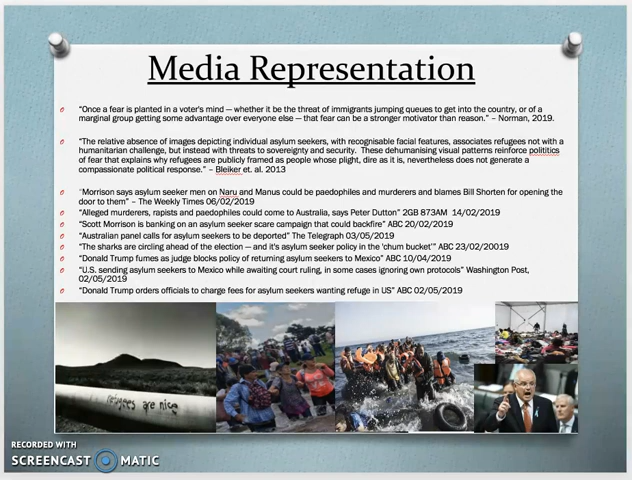 Media Representation
"Once a fear is planted in a voter's mind — whether it be the threat of immigrants jumping queues to get into the country, or of a
marginal group getting some advantage over everyone else — that fear can be a stronger motivator than reason." – Norman, 2019.
"The relative absence of images depicting individual asylum seekers, with recognisable facial features, associates refugees not with a
humanitarian challenge, but instead with threats to sovereignty and security. These dehumanising visual patterns reinforce polititics
of fear that explains why refugees are publicly framed as people whose plight, dire as it is, nevertheless does not generate a
compassionate political response." – Bleiker et. al. 2013
"Morrison says asylum seeker men on Naru and Manus could be paedophiles and murderers and blames Bill Shorten for opening the
door to them" – The Weekly Times 06/02/2019
"Alleged murderers, rapists and paedophiles could come to Australia, says Peter Dutton" 2GB 873AM 14/02/2019
"Scott Morrison is banking on an asylum seeker scare campaign that could backfire" ABC 20/02/2019
"Australian panel calls for asylum seekers to be deported" The Telegraph 03/05/2019
"The sharks are circling ahead of the election — and it's asylum seeker policy in the 'chum bucket'" ABC 23/02/20019
"Donald Trump fumes as judge blocks policy of returning asylum seekers to Mexico" ABC 10/04/2019
"U.S. sending asylum seekers to Mexico while awaiting court ruling, in some cases ignoring own protocols" Washington Post,
02/05/2019
"Donald Trump orders officials to charge fees for asylum seekers wanting refuge in US" ABC 02/05/2019
refugees are nice
RECORDED WITH
SCREENCAST MATIC